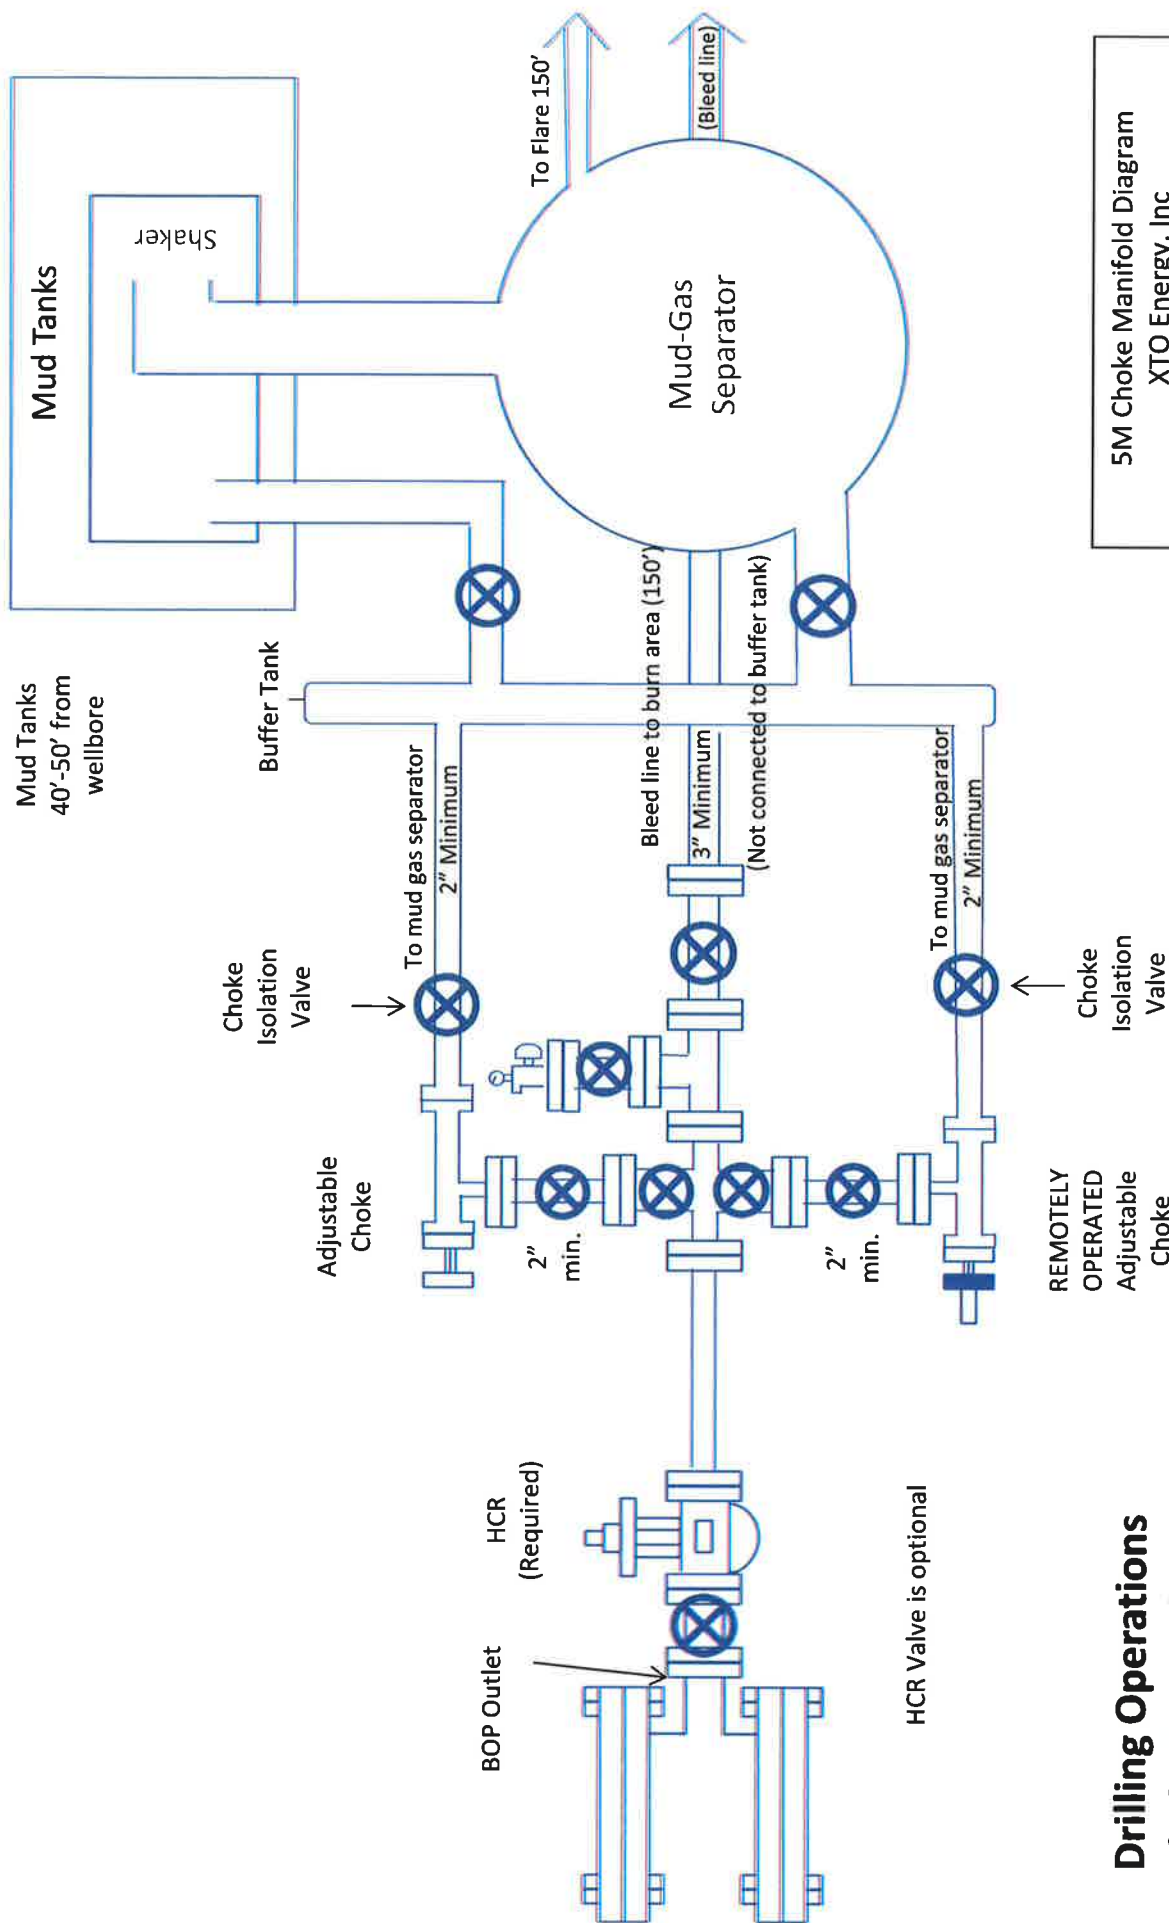 Mud Tanks
40'-50' from
wellbore
Mud Tanks
Shaker
Buffer Tank
To Flare 150'
(Bleed line)
Mud-Gas
Separator
Choke
Isolation
Valve
To mud gas separator
2" Minimum
Bleed line to burn area (150')
3" Minimum
(Not connected to buffer tank)
To mud gas separator
2" Minimum
Choke
Isolation
Valve
Adjustable
Choke
2"
min.
2"
min.
REMOTELY
OPERATED
Adjustable
Choke
HCR
(Required)
BOP Outlet
HCR Valve is optional
Drilling Operations
5M Choke Manifold Diagram
XTO Energy, Inc